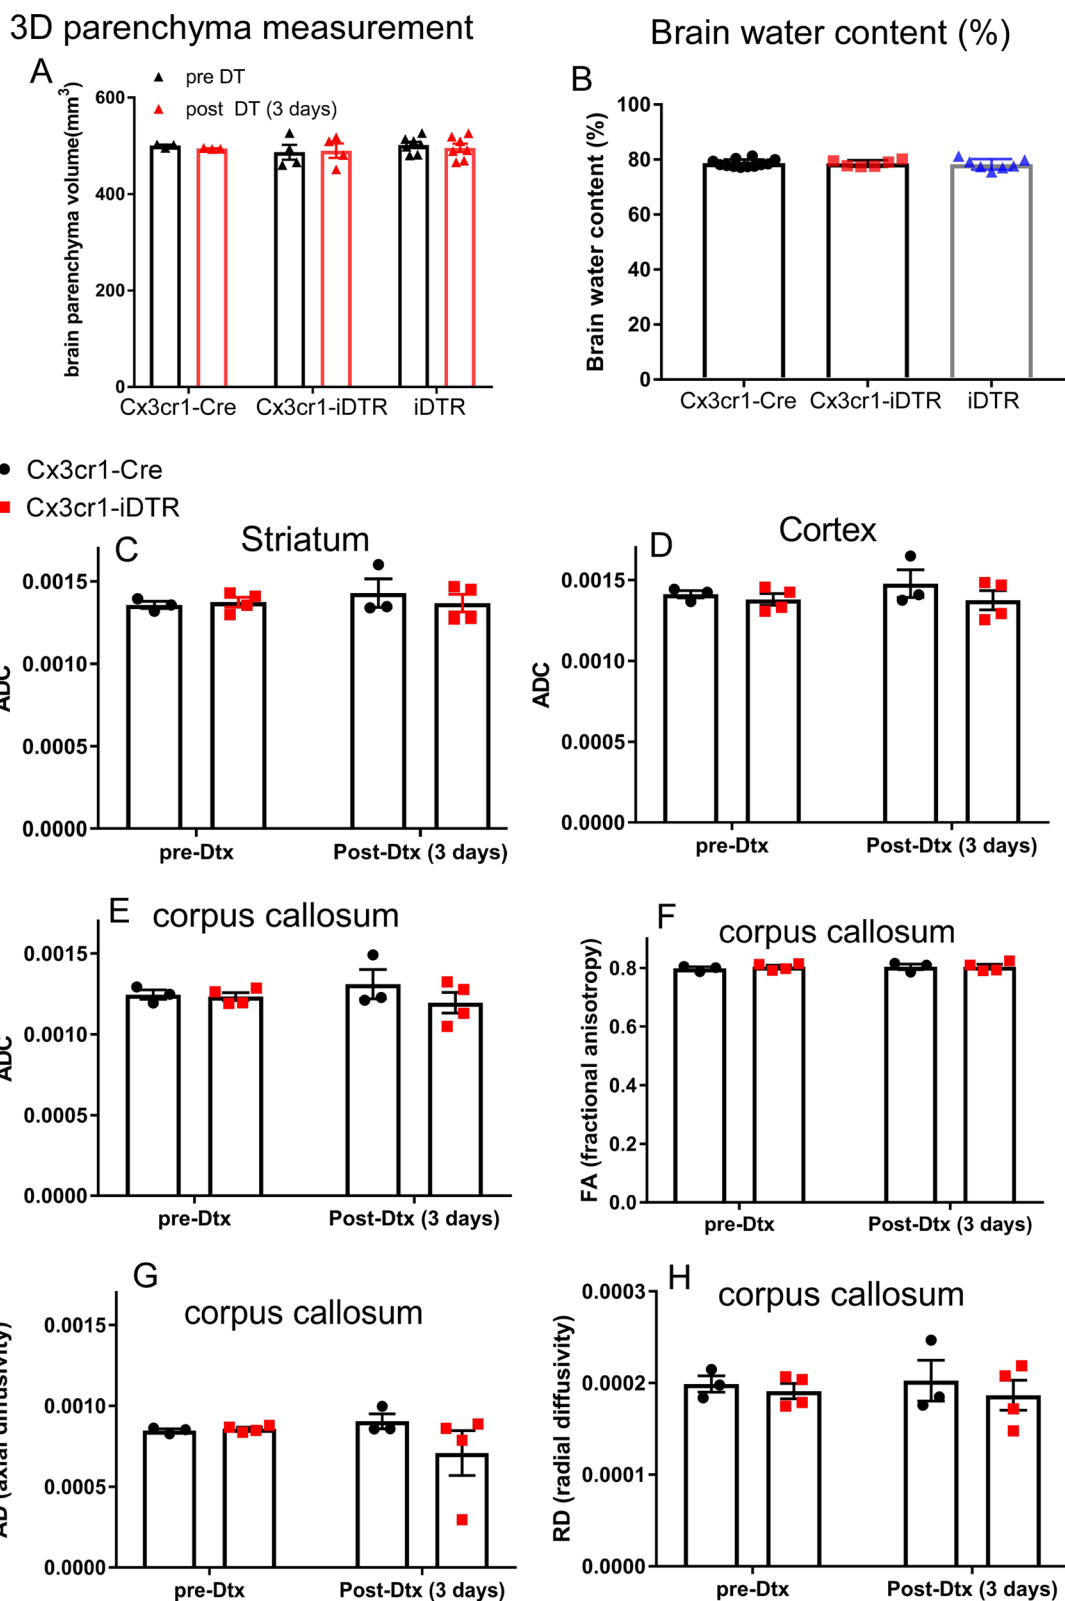 3D parenchyma measurement
Brain water content (%)
A
pre DT
post DT (3 days)
brain parenchyma volume(mm³)
600
400
200
0
Cx3cr1-Cre
Cx3cr1-iDTR
iDTR
B
Brain water content (%)
100
80
60
40
20
0
Cx3cr1-Cre
Cx3cr1-iDTR
iDTR
Cx3cr1-Cre
Cx3cr1-iDTR
C
Striatum
ADC
0.0015
0.0010
0.0005
0.0000
pre-Dtx
Post-Dtx (3 days)
D
Cortex
ADC
0.0015
0.0010
0.0005
0.0000
pre-Dtx
Post-Dtx (3 days)
E
corpus callosum
ADC
0.0015
0.0010
0.0005
0.0000
pre-Dtx
Post-Dtx (3 days)
F
corpus callosum
FA (fractional anisotropy)
0.8
0.6
0.4
0.2
0.0
pre-Dtx
Post-Dtx (3 days)
G
corpus callosum
AD (axial diffusivity)
0.0015
0.0010
0.0005
0.0000
pre-Dtx
Post-Dtx (3 days)
H
corpus callosum
RD (radial diffusivity)
0.0003
0.0002
0.0001
0.0000
pre-Dtx
Post-Dtx (3 days)